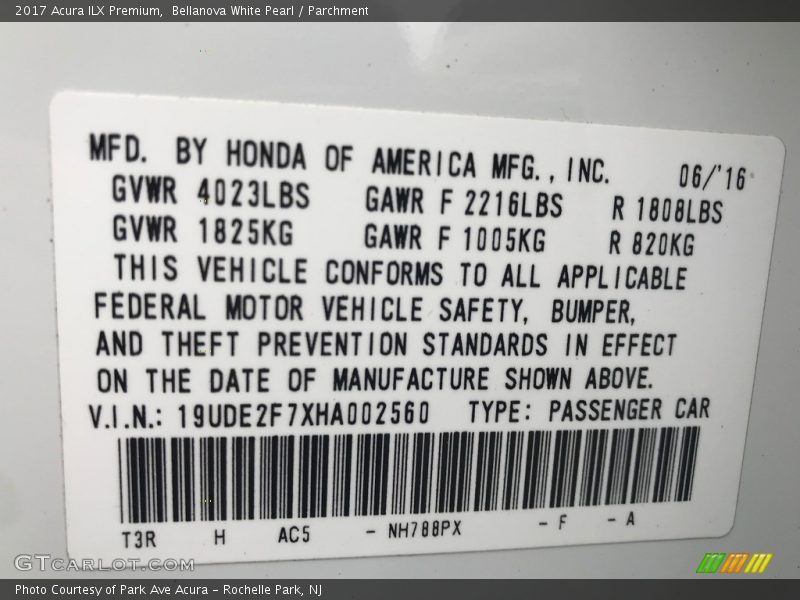 2017 Acura ILX Premium,  Bellanova White Pearl / Parchment
MFD. BY HONDA OF AMERICA MFG., INC. 06/'16
GVWR 4023LBS GAWR F 2216LBS R 1808LBS
GVWR 1825KG GAWR F 1005KG R 820KG
THIS VEHICLE CONFORMS TO ALL APPLICABLE
FEDERAL MOTOR VEHICLE SAFETY, BUMPER,
AND THEFT PREVENTION STANDARDS IN EFFECT
ON THE DATE OF MANUFACTURE SHOWN ABOVE.
V.I.N.: 19UDE2F7XHA002560 TYPE: PASSENGER CAR
T3R H AC5 - NH788PX - F - A
GTCARLOT.COM
Photo Courtesy of Park Ave Acura - Rochelle Park, NJ